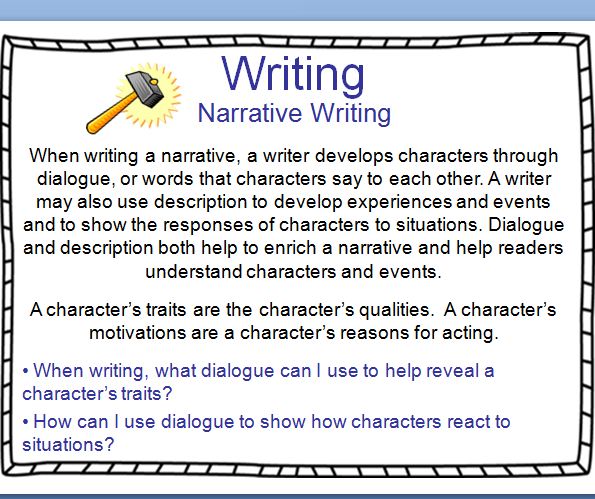 Writing
Narrative Writing
When writing a narrative, a writer develops characters through
dialogue, or words that characters say to each other. A writer
may also use description to develop experiences and events
and to show the responses of characters to situations. Dialogue
and description both help to enrich a narrative and help readers
understand characters and events.
A character’s traits are the character’s qualities.  A character’s
motivations are a character’s reasons for acting.
• When writing, what dialogue can I use to help reveal a
character’s traits?
• How can I use dialogue to show how characters react to
situations?